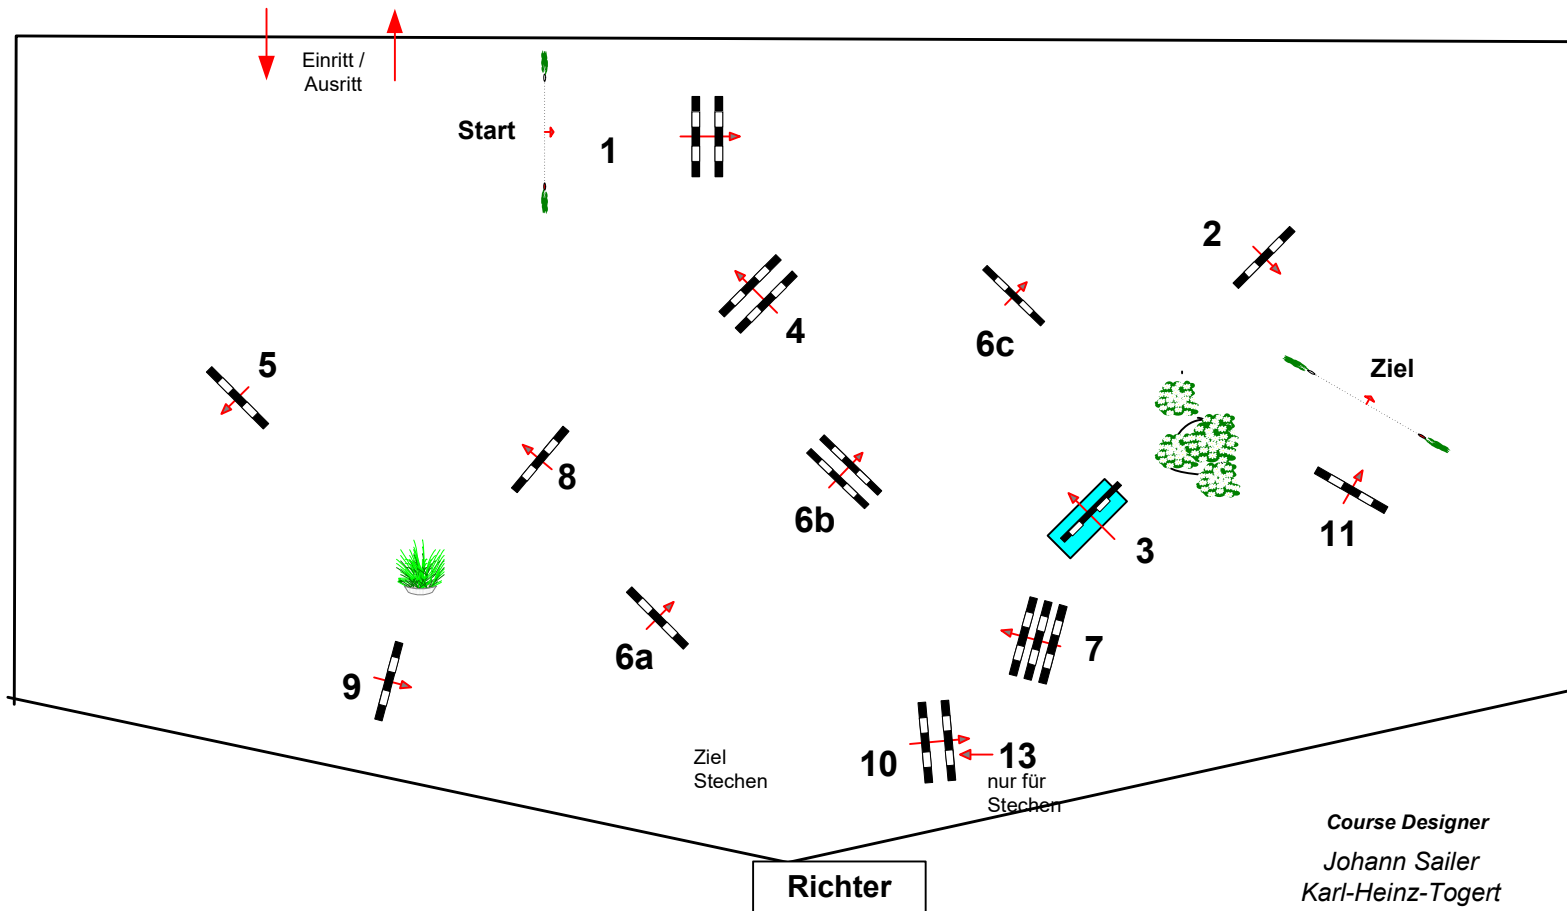 Einritt /
Ausritt
Start
1
2
4
6c
5
Ziel
8
6b
3
11
6a
7
9
10
13
Ziel
Stechen
nur für
Stechen
Richter
Course Designer
Johann Sailer
Karl-Heinz-Togert